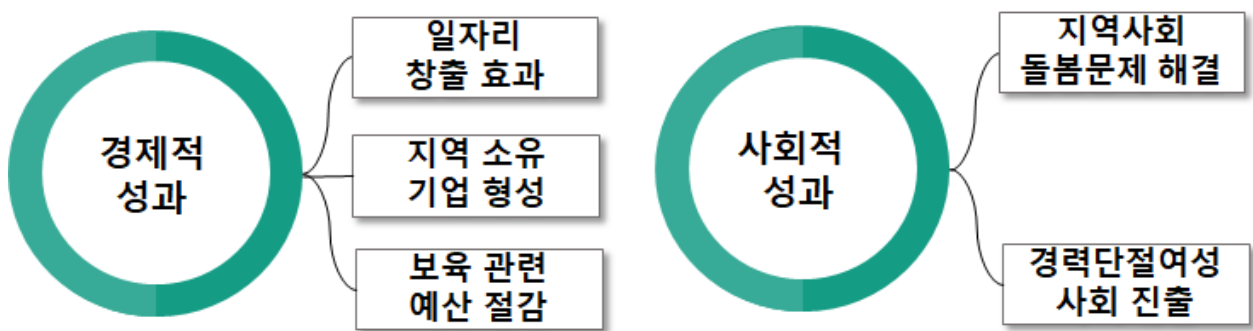 경제적
성과
일자리
창출 효과
지역 소유
기업 형성
보육 관련
예산 절감
사회적
성과
지역사회
돌봄문제 해결
경력단절여성
사회 진출